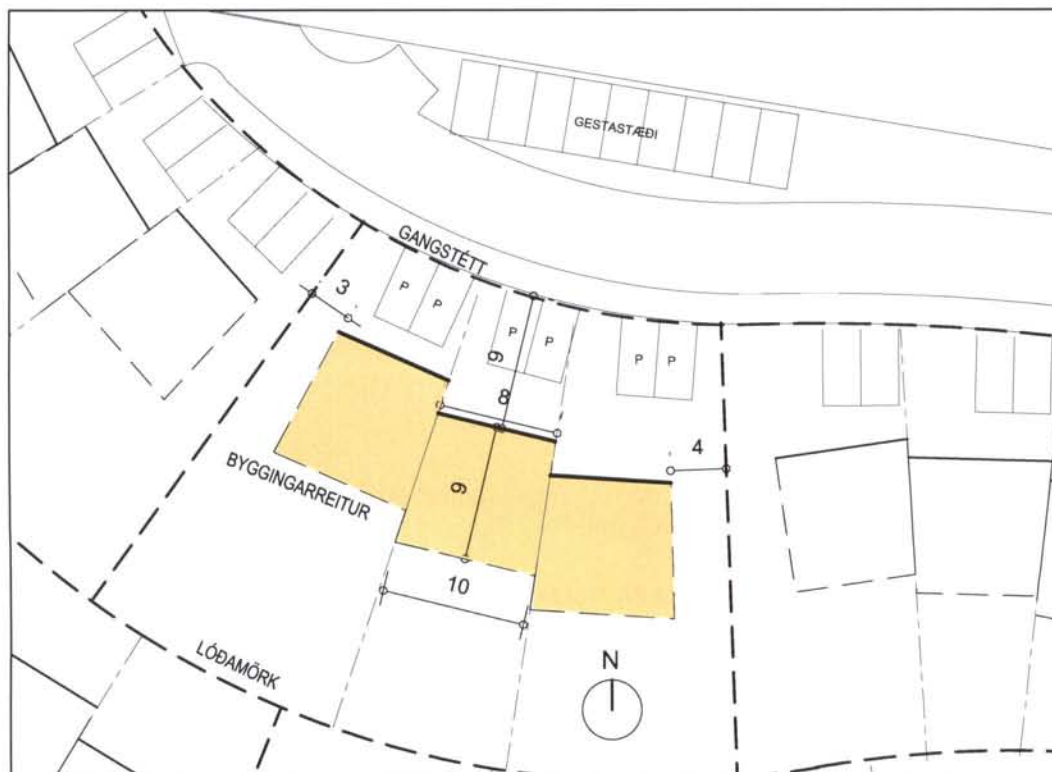 GESTASTÆÐI
GANGSTÉTT
3
P
P
P
P
P
P
9
8
4
9
BYGGINGARREITUR
10
LÓÐAMÖRK
N